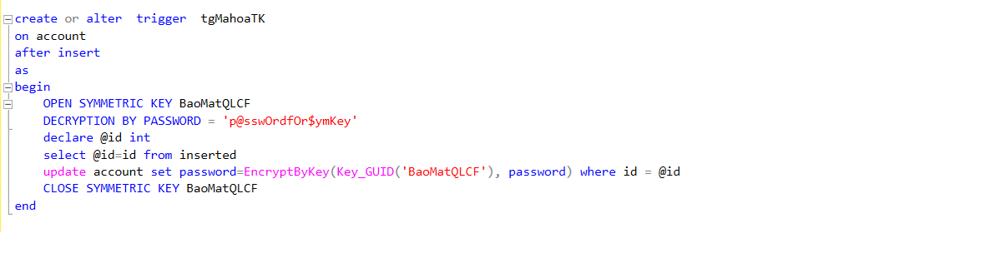 create or alter  trigger  tgMahoaTK
on account
after insert
as
begin
    OPEN SYMMETRIC KEY BaoMatQLCF
    DECRYPTION BY PASSWORD = 'p@sswOrdfOr$ymKey'
    declare @id int
    select @id=id from inserted
    update account set password=EncryptByKey(Key_GUID('BaoMatQLCF'), password) where id = @id
    CLOSE SYMMETRIC KEY BaoMatQLCF
end